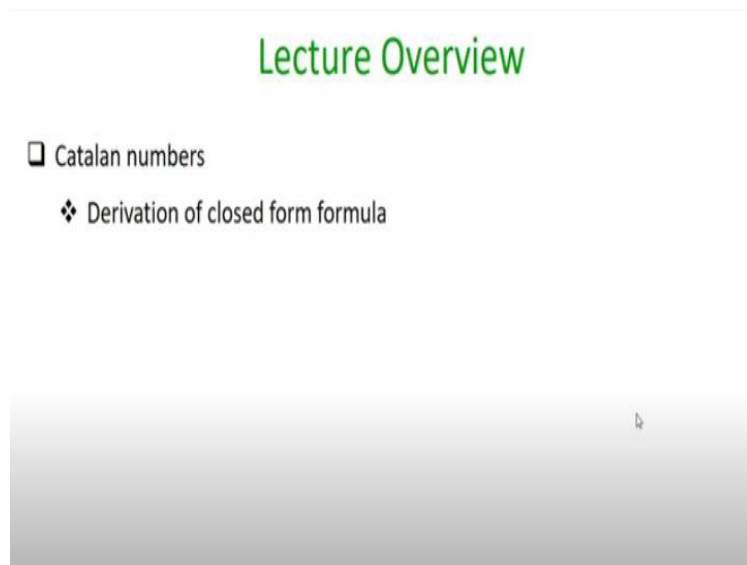 Lecture Overview
Catalan numbers
Derivation of closed form formula